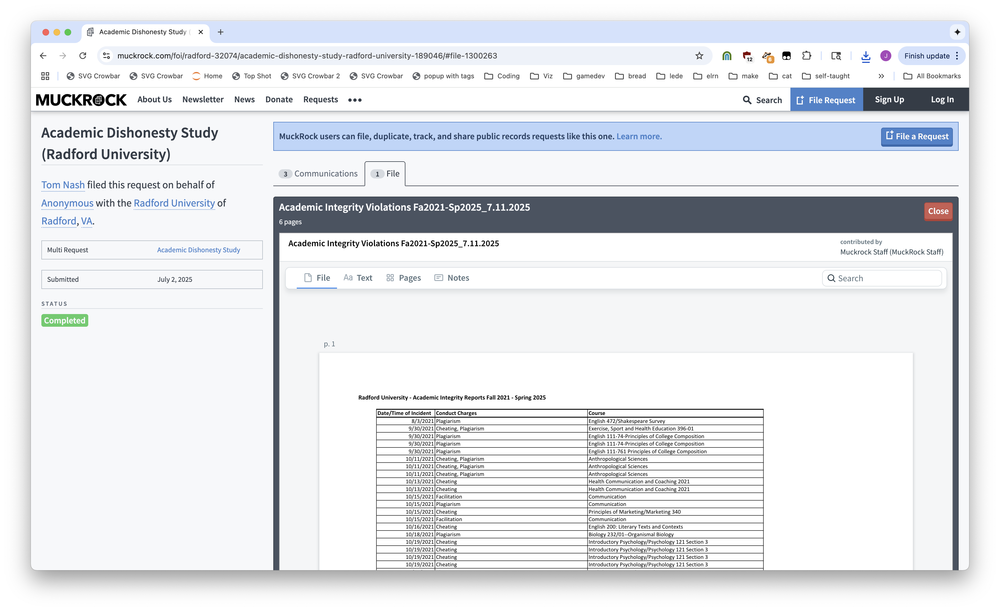 Academic Dishonesty Study (
muckrock.com/foi/radford-32074/academic-dishonesty-study-radford-university-189046/#file-1300263
12
6
J
Finish update
SVG Crowbar
SVG Crowbar
Home
Top Shot
SVG Crowbar 2
SVG Crowbar
popup with tags
Coding
Viz
gamedev
bread
lede
elrn
make
cat
self-taught
All Bookmarks
MUCKROCK
About Us
Newsletter
News
Donate
Requests
Search
File Request
Sign Up
Log In
Academic Dishonesty Study
(Radford University)
Tom Nash filed this request on behalf of
Anonymous with the Radford University of
Radford, VA.
Multi Request Academic Dishonesty Study
Submitted July 2, 2025
STATUS
Completed
MuckRock users can file, duplicate, track, and share public records requests like this one. Learn more.
File a Request
3 Communications
1 File
Academic Integrity Violations Fa2021-Sp2025_7.11.2025
6 pages
Close
Academic Integrity Violations Fa2021-Sp2025_7.11.2025
contributed by
Muckrock Staff (MuckRock Staff)
File
Aa Text
Pages
Notes
Search
p. 1
Radford University - Academic Integrity Reports Fall 2021 - Spring 2025
Date/Time of Incident Conduct Charges Course
8/3/2021 Plagiarism English 472/Shakespeare Survey
9/30/2021 Cheating, Plagiarism Exercise, Sport and Health Education 396-01
9/30/2021 Plagiarism English 111-74-Principles of College Composition
9/30/2021 Plagiarism English 111-74-Principles of College Composition
9/30/2021 Plagiarism English 111-761 Principles of College Composition
10/11/2021 Cheating, Plagiarism Anthropological Sciences
10/11/2021 Cheating, Plagiarism Anthropological Sciences
10/11/2021 Cheating, Plagiarism Anthropological Sciences
10/13/2021 Cheating Health Communication and Coaching 2021
10/13/2021 Cheating Health Communication and Coaching 2021
10/15/2021 Facilitation Communication
10/15/2021 Plagiarism Communication
10/15/2021 Cheating Principles of Marketing/Marketing 340
10/15/2021 Facilitation Communication
10/16/2021 Cheating English 200: Literary Texts and Contexts
10/18/2021 Plagiarism Biology 232/01--Organismal Biology
10/19/2021 Cheating Introductory Psychology/Psychology 121 Section 3
10/19/2021 Cheating Introductory Psychology/Psychology 121 Section 3
10/19/2021 Cheating Introductory Psychology/Psychology 121 Section 3
10/19/2021 Cheating Introductory Psychology/Psychology 121 Section 3